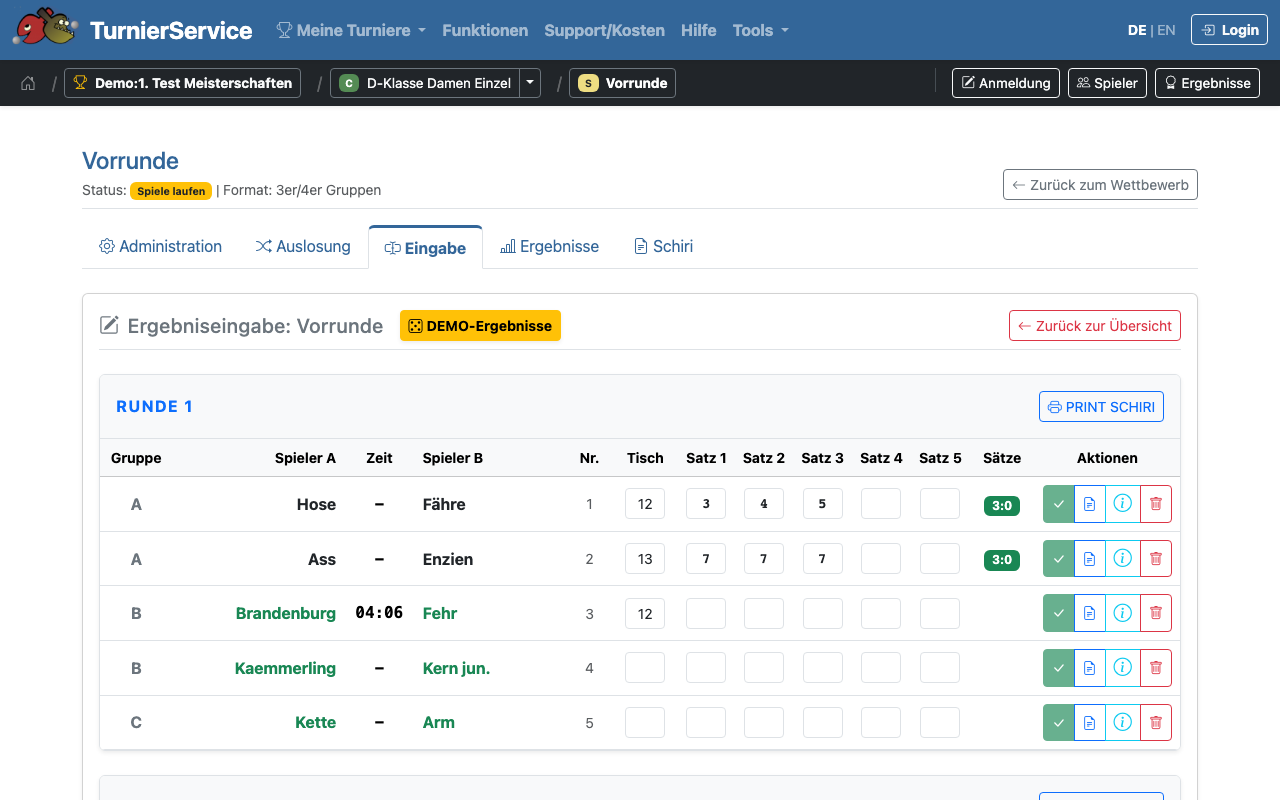 TurnierService Meine Turniere Funktionen Support/Kosten Hilfe Tools DE | EN Login
/ Demo:1. Test Meisterschaften / C D-Klasse Damen Einzel / S Vorrunde Anmeldung Spieler Ergebnisse
Vorrunde
Status: Spiele laufen | Format: 3er/4er Gruppen
← Zurück zum Wettbewerb
Administration Auslosung Eingabe Ergebnisse Schiri
Ergebniseingabe: Vorrunde DEMO-Ergebnisse ← Zurück zur Übersicht
RUNDE 1 PRINT SCHIRI
Gruppe Spieler A Zeit Spieler B Nr. Tisch Satz 1 Satz 2 Satz 3 Satz 4 Satz 5 Sätze Aktionen
A Hose – Fähre 1 12 3 4 5 3:0
A Ass – Enzien 2 13 7 7 7 3:0
B Brandenburg 04:06 Fehr 3 12
B Kaemmerling – Kern jun. 4
C Kette – Arm 5